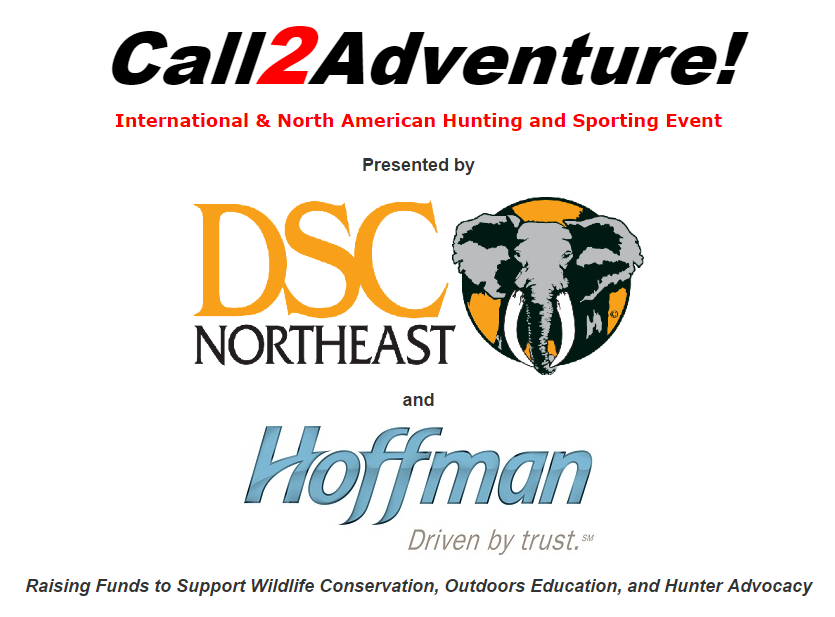 Call2Adventure!
International & North American Hunting and Sporting Event
Presented by
DSC
NORTHEAST
©
and
Hoffman
Driven by trust.℠
Raising Funds to Support Wildlife Conservation, Outdoors Education, and Hunter Advocacy